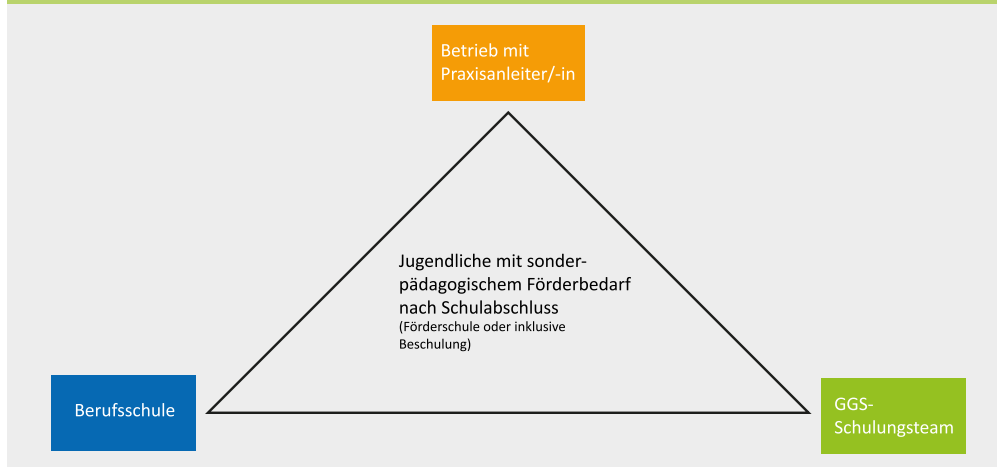 Betrieb mit
Praxisanleiter/-in
Jugendliche mit sonder-
pädagogischem Förderbedarf
nach Schulabschluss
(Förderschule oder inklusive
Beschulung)
Berufsschule
GGS-
Schulungsteam